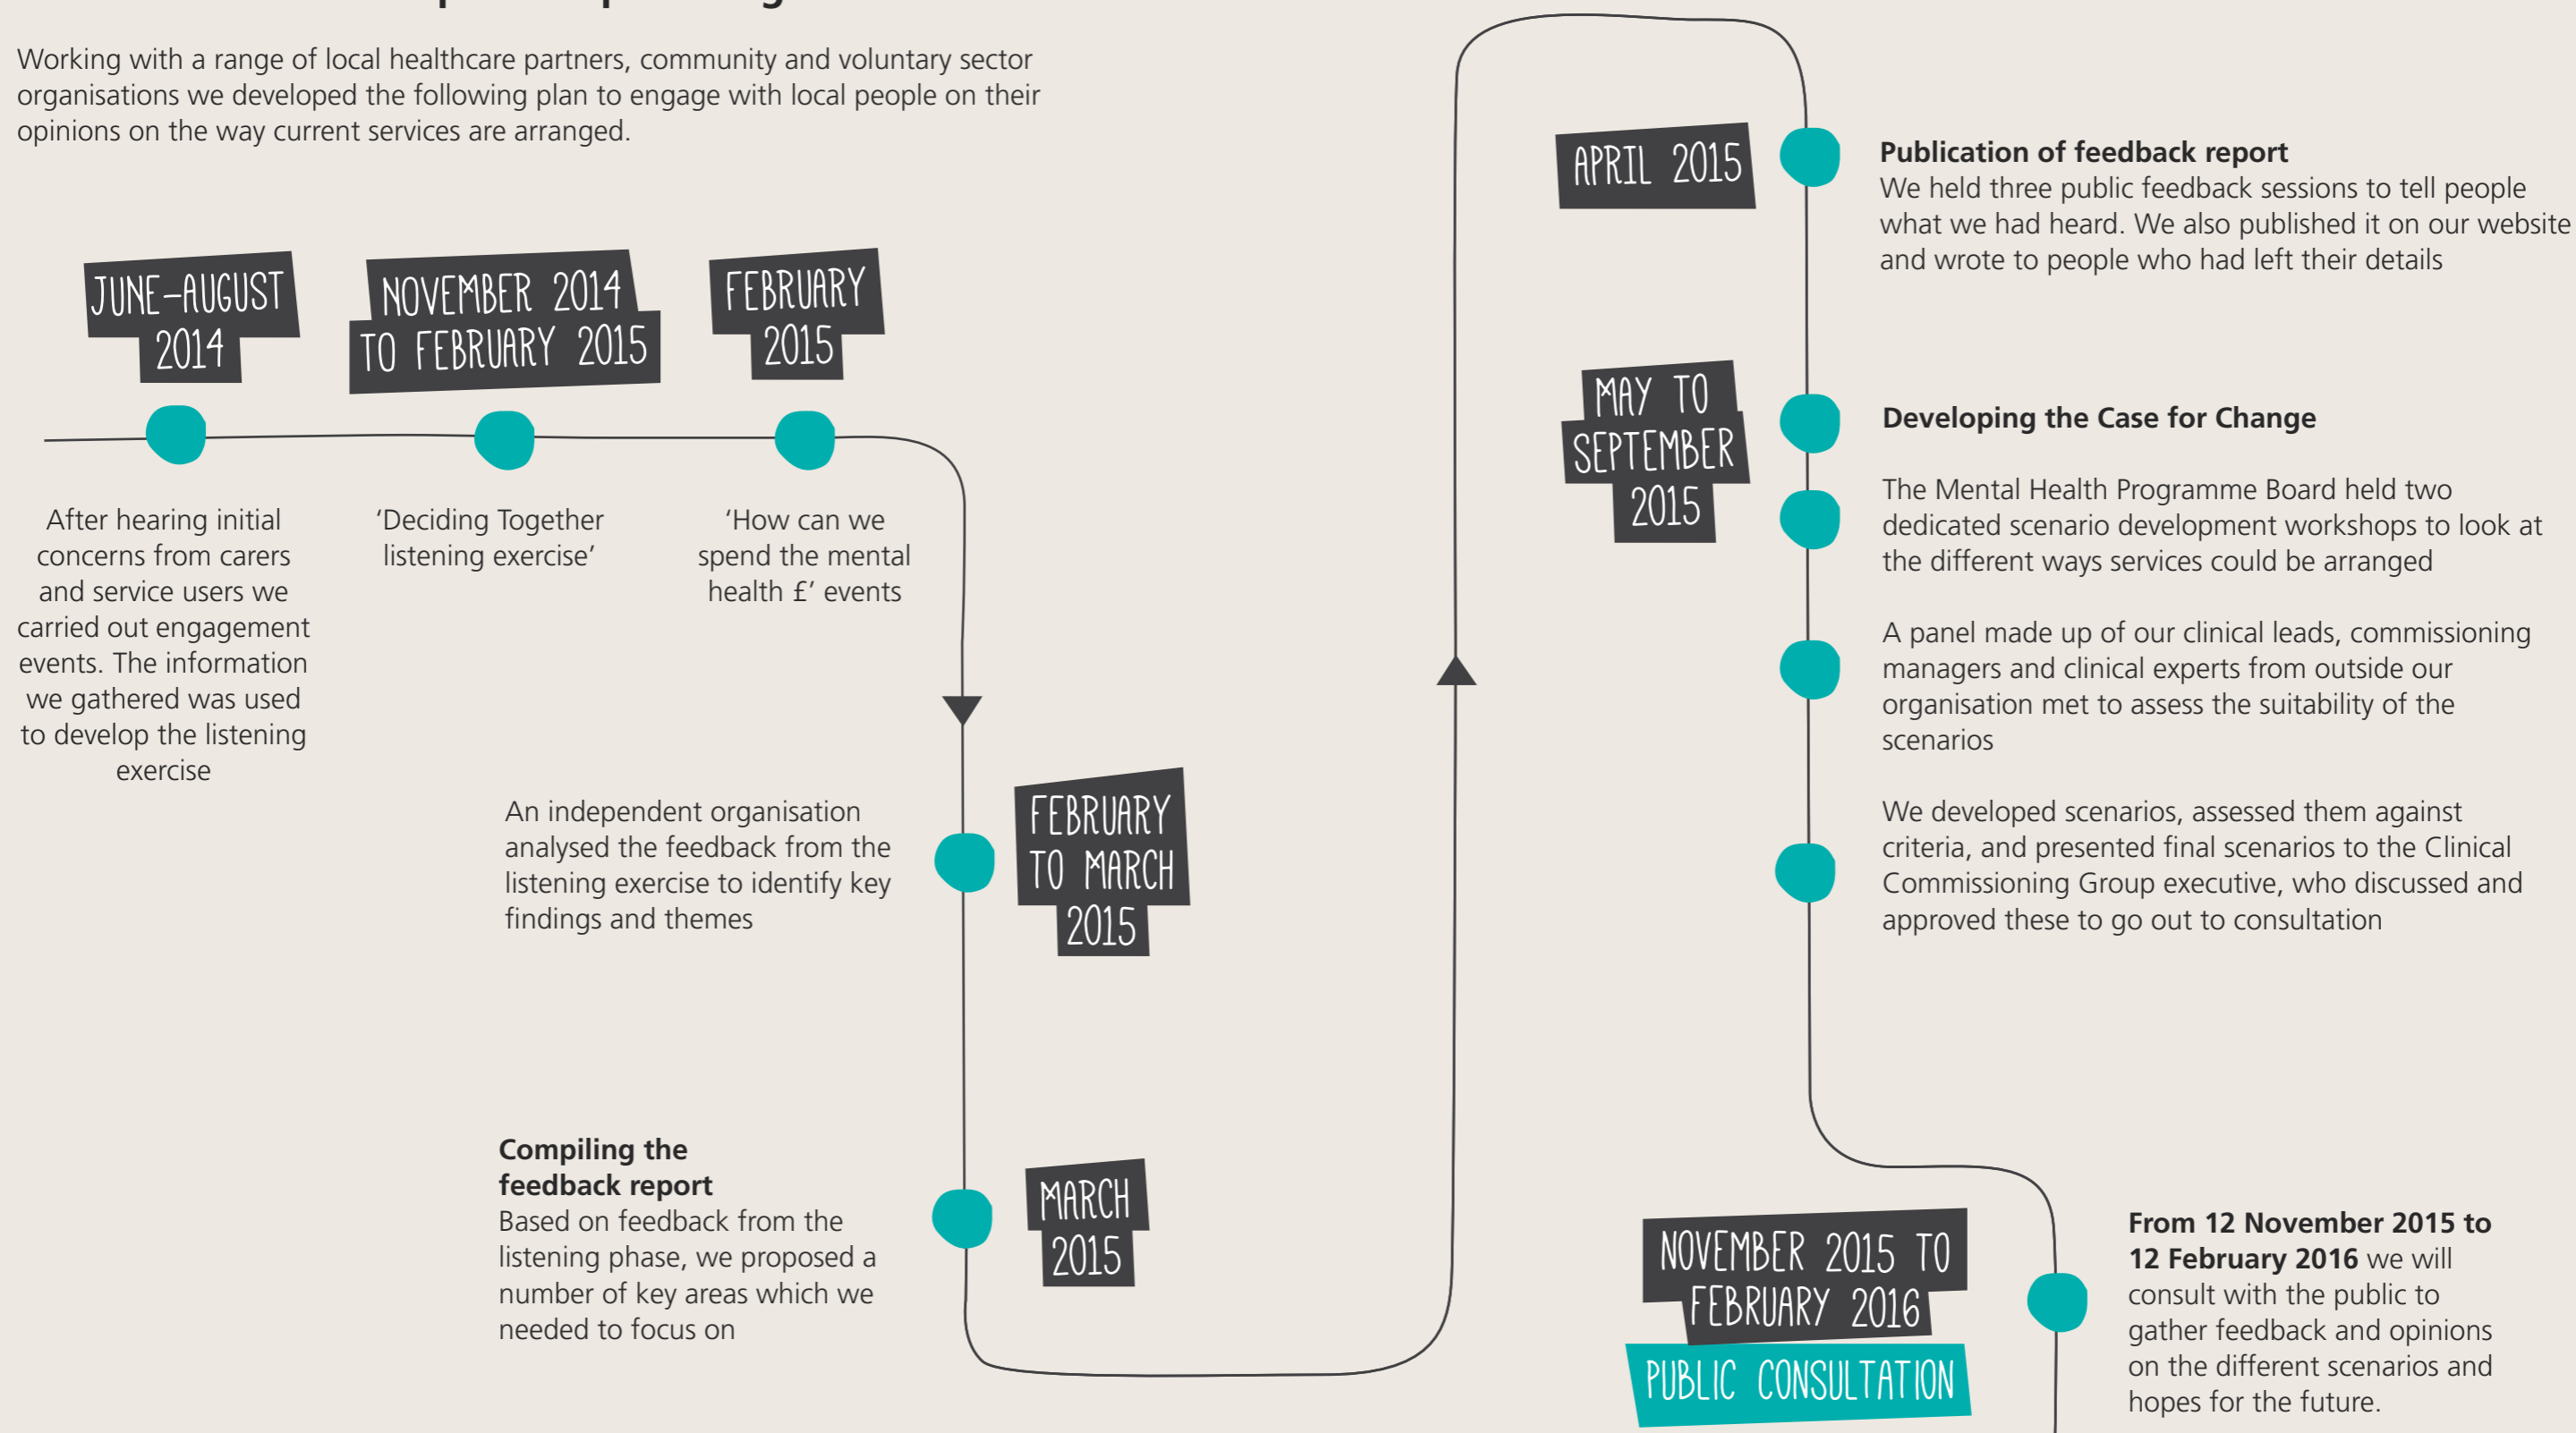 Working with a range of local healthcare partners, community and voluntary sector
organisations we developed the following plan to engage with local people on their
opinions on the way current services are arranged.
JUNE–AUGUST
2014
After hearing initial
concerns from carers
and service users we
carried out engagement
events. The information
we gathered was used
to develop the listening
exercise
NOVEMBER 2014
TO FEBRUARY 2015
‘Deciding Together
listening exercise’
FEBRUARY
2015
‘How can we
spend the mental
health £’ events
FEBRUARY
TO MARCH
2015
An independent organisation
analysed the feedback from the
listening exercise to identify key
findings and themes
MARCH
2015
Compiling the
feedback report
Based on feedback from the
listening phase, we proposed a
number of key areas which we
needed to focus on
APRIL 2015
Publication of feedback report
We held three public feedback sessions to tell people
what we had heard. We also published it on our website
and wrote to people who had left their details
MAY TO
SEPTEMBER
2015
Developing the Case for Change
The Mental Health Programme Board held two
dedicated scenario development workshops to look at
the different ways services could be arranged
A panel made up of our clinical leads, commissioning
managers and clinical experts from outside our
organisation met to assess the suitability of the
scenarios
We developed scenarios, assessed them against
criteria, and presented final scenarios to the Clinical
Commissioning Group executive, who discussed and
approved these to go out to consultation
NOVEMBER 2015 TO
FEBRUARY 2016
PUBLIC CONSULTATION
From 12 November 2015 to
12 February 2016 we will
consult with the public to
gather feedback and opinions
on the different scenarios and
hopes for the future.